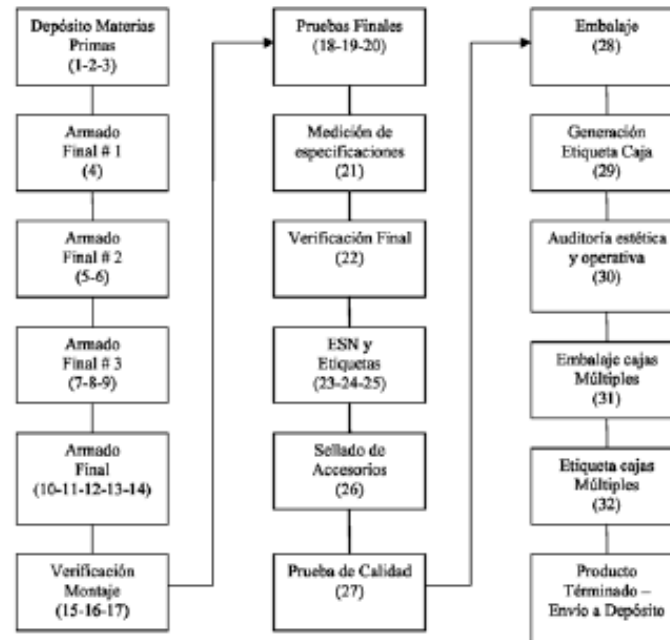 Depósito Materias
Primas
(1-2-3)
Armado
Final # 1
(4)
Armado
Final # 2
(5-6)
Armado
Final # 3
(7-8-9)
Armado
Final
(10-11-12-13-14)
Verificación
Montaje
(15-16-17)
Pruebas Finales
(18-19-20)
Medición de
especificaciones
(21)
Verificación Final
(22)
ESN y
Etiquetas
(23-24-25)
Sellado de
Accesorios
(26)
Prueba de Calidad
(27)
Embalaje
(28)
Generación
Etiqueta Caja
(29)
Auditoría estética
y operativa
(30)
Embalaje cajas
Múltiples
(31)
Etiqueta cajas
Múltiples
(32)
Producto
Términado –
Envío a Depósito